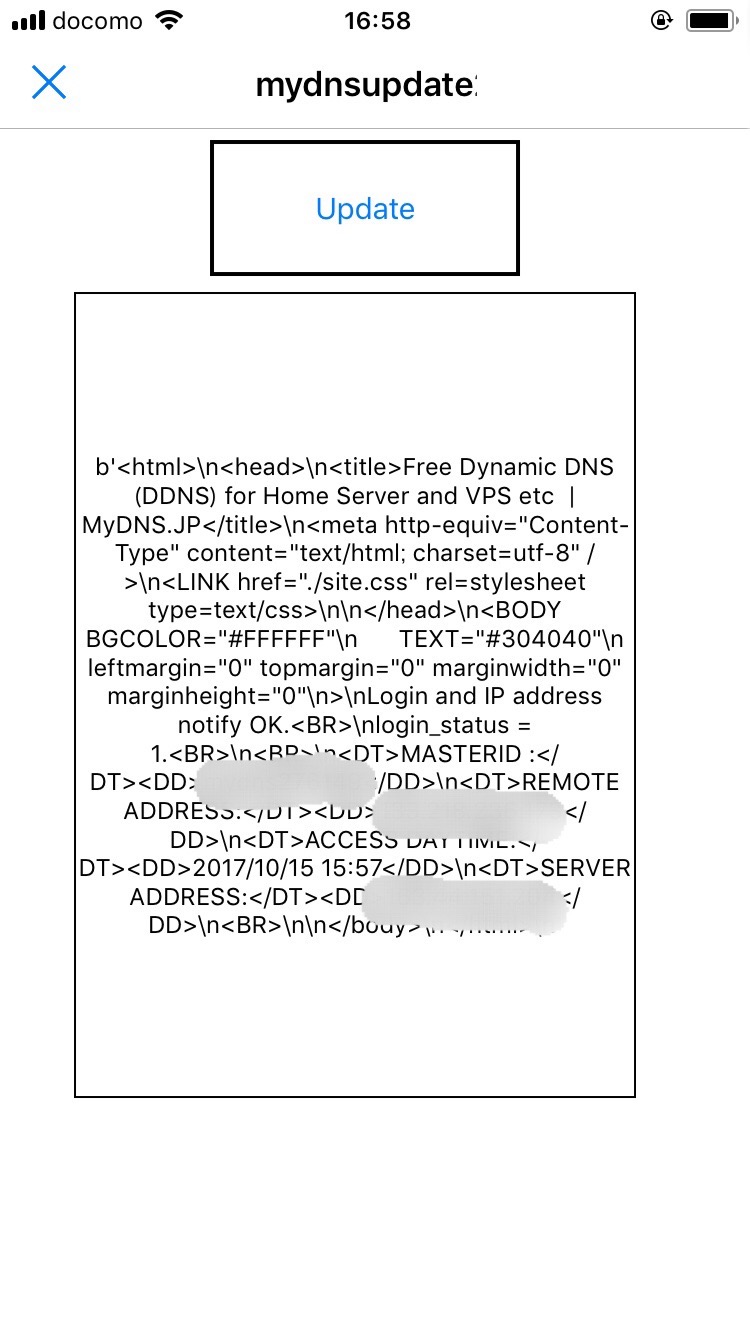 docomo 16:58
mydnsupdate
Update
b'<html>\n<head>\n<title>Free Dynamic DNS
(DDNS) for Home Server and VPS etc |
MyDNS.JP</title>\n<meta http-equiv="Content-
Type" content="text/html; charset=utf-8" /
>\n<LINK href="./site.css" rel=stylesheet
type=text/css>\n\n</head>\n<BODY
BGCOLOR="#FFFFFF"\n      TEXT="#304040"\n
leftmargin="0" topmargin="0" marginwidth="0"
marginheight="0"\n>\nLogin and IP address
notify OK.<BR>\nlogin_status =
1.<BR>\n<BR>\n<DT>MASTERID :</
DT><DD> /DD>\n<DT>REMOTE
ADDRESS:</DT><DD> </
DD>\n<DT>ACCESS DAYTIME:</
DT><DD>2017/10/15 15:57</DD>\n<DT>SERVER
ADDRESS:</DT><DD </
DD>\n<BR>\n\n</body>\n</html>